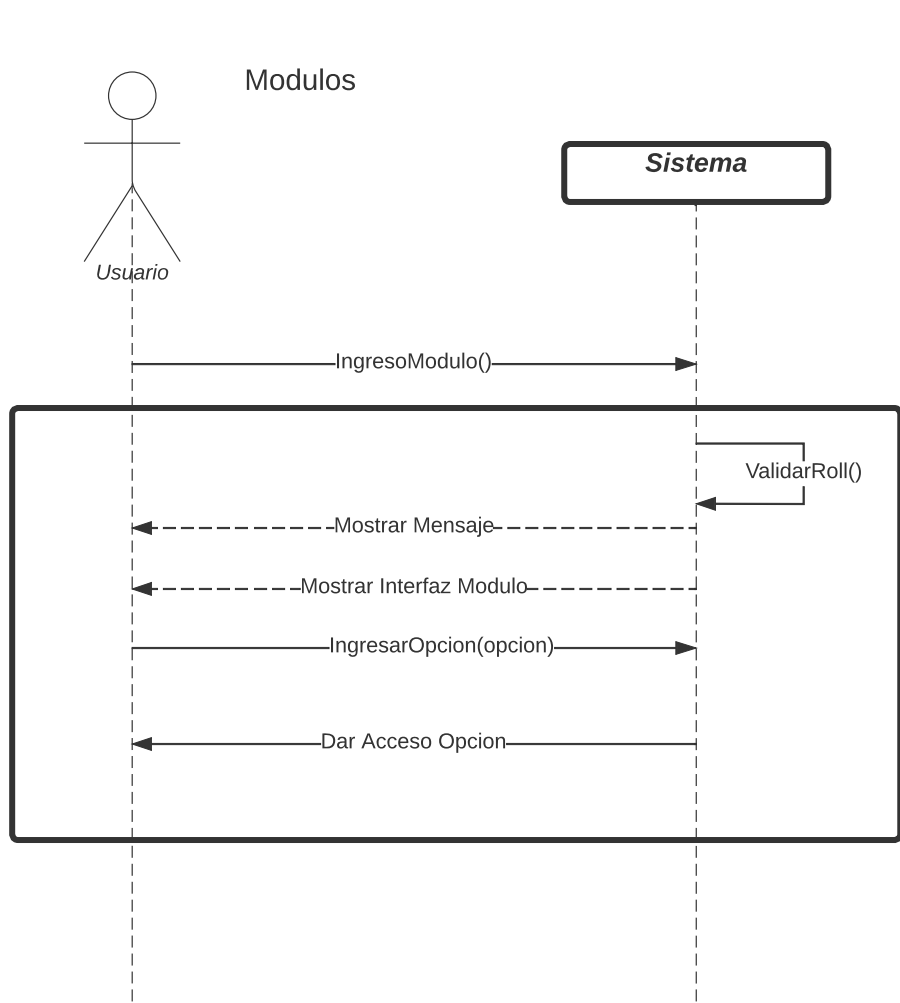 Modulos
Sistema
Usuario
IngresoModulo()
ValidarRoll()
Mostrar Mensaje
Mostrar Interfaz Modulo
IngresarOpcion(opcion)
Dar Acceso Opcion